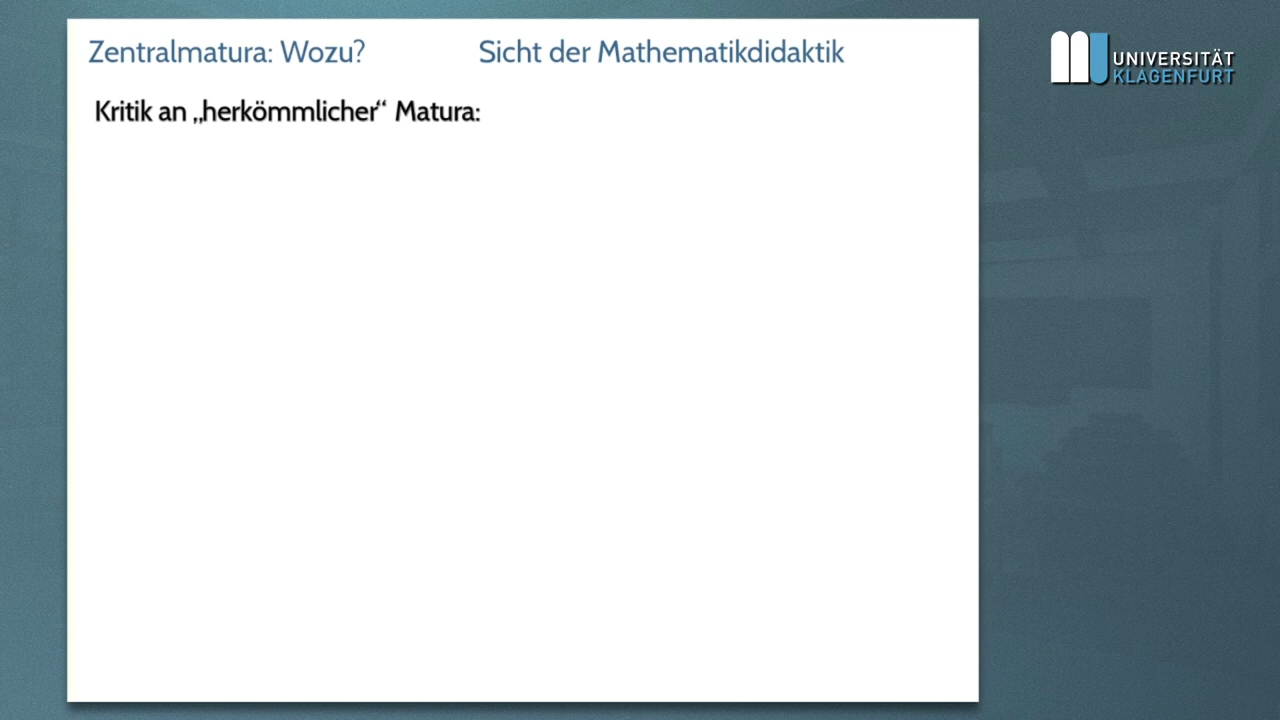 Zentralmatura: Wozu? Sicht der Mathematikdidaktik
Kritik an „herkömmlicher“ Matura:
UNIVERSITÄT
KLAGENFURT